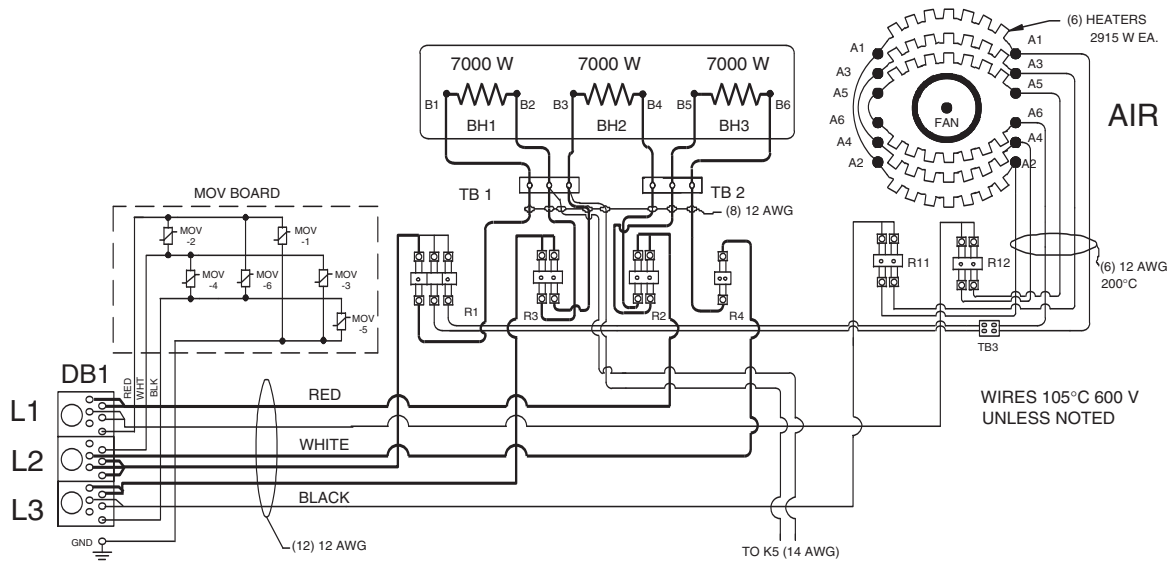 (6) HEATERS
2915 W EA.
7000 W 7000 W 7000 W
B1 B2 B3 B4 B5 B6
BH1 BH2 BH3
A1 A1
A3 A3
A5 A5
FAN
A6 A6
A4 A4
A2 A2
AIR
TB 1 TB 2
(8) 12 AWG
MOV BOARD
MOV
-2
MOV
-1
MOV
-4
MOV
-6
MOV
-3
MOV
-5
R1 R3 R2 R4
R11 R12
(6) 12 AWG
200°C
TB3
DB1
RED
WHT
BLK
L1
RED
L2
WHITE
L3
BLACK
WIRES 105°C 600 V
UNLESS NOTED
GND
(12) 12 AWG
TO K5 (14 AWG)